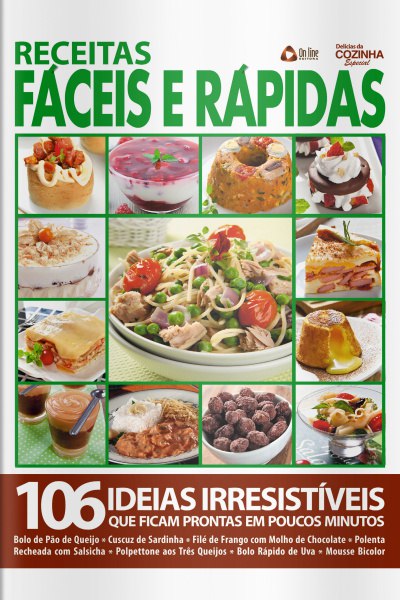 RECEITAS
On line
EDITORA
Delícias da
COZINHA
Especial
FÁCEIS E RÁPIDAS
106 IDEIAS IRRESISTÍVEIS
QUE FICAM PRONTAS EM POUCOS MINUTOS
Bolo de Pão de Queijo * Cuscuz de Sardinha * Filé de Frango com Molho de Chocolate * Polenta
Recheada com Salsicha * Polpettone aos Três Queijos * Bolo Rápido de Uva * Mousse Bicolor